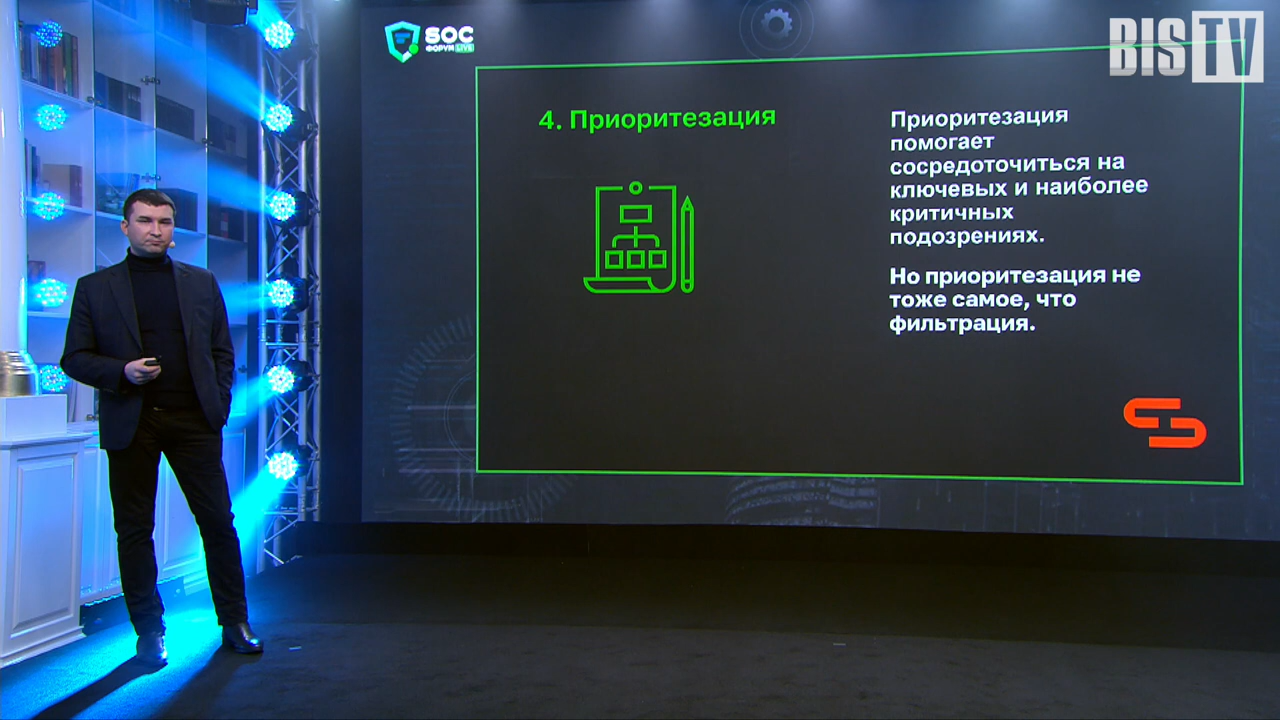 SOC
ФОРУМ LIVE
BIS TV
4. Приоритезация
Приоритезация
помогает
сосредоточиться на
ключевых и наиболее
критичных
подозрениях.
Но приоритезация не
тоже самое, что
фильтрация.